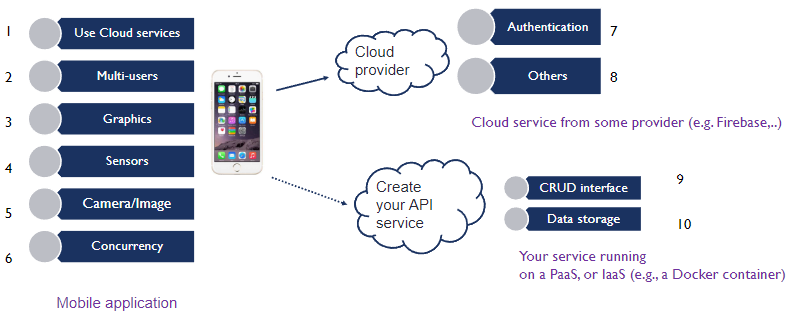 1 Use Cloud services
2 Multi-users
3 Graphics
4 Sensors
5 Camera/Image
6 Concurrency
Mobile application
Cloud
provider
Authentication 7
Others 8
Cloud service from some provider (e.g. Firebase,..)
Create
your API
service
CRUD interface 9
Data storage 10
Your service running
on a PaaS, or IaaS (e.g., a Docker container)